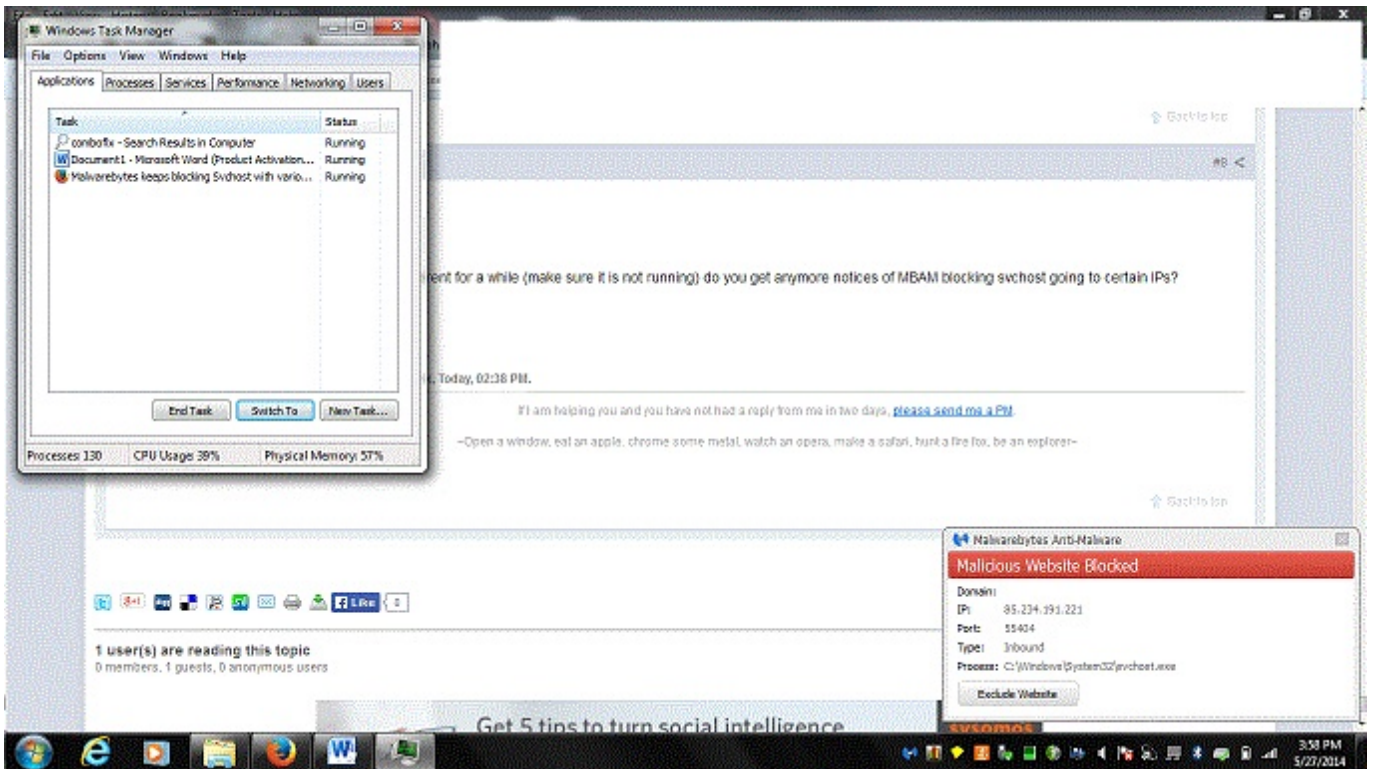 Windows Task Manager
File Options View Windows Help
Applications Processes Services Performance Networking Users
Task Status
combofix - Search Results in Computer Running
Document1 - Microsoft Word (Product Activation... Running
Malwarebytes keeps blocking Svchost with vario... Running
End Task Switch To New Task...
Processes: 130 CPU Usage: 39% Physical Memory: 57%
Back to top
#8
for a while (make sure it is not running) do you get anymore notices of MBAM blocking svchost going to certain IPs?
Today, 02:38 PM.
If I am helping you and you have not had a reply from me in two days, please send me a PM.
~Open a window, eat an apple, chrome some metal, watch an opera, make a safari, hunt a fire fox, be an explorer~
Back to top
Like 0
1 user(s) are reading this topic
0 members, 1 guests, 0 anonymous users
Get 5 tips to turn social intelligence
sysomos
Malwarebytes Anti-Malware
Malicious Website Blocked
Domain:
IP: 85.234.191.221
Port: 55404
Type: Inbound
Process: C:\Windows\System32\svchost.exe
Exclude Website
3:58 PM
5/27/2014